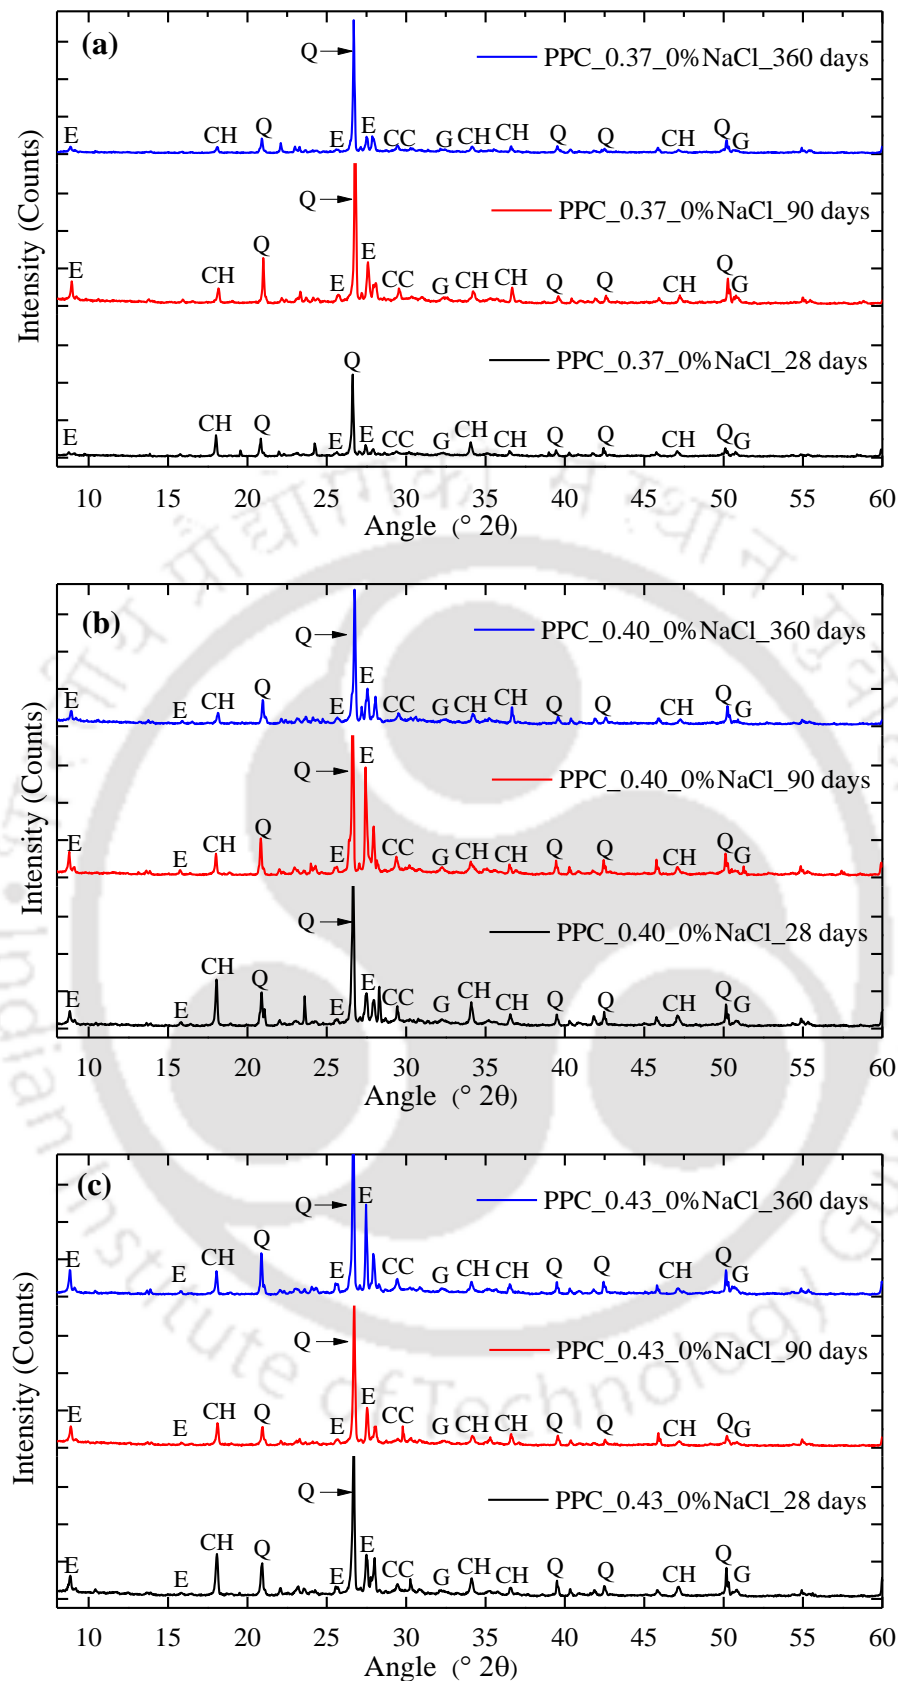 (a)
Q
PPC_0.37_0%NaCl_360 days
E CH Q E E CC G CH CH Q Q CH Q G
Q
PPC_0.37_0%NaCl_90 days
E CH Q E E CC G CH CH Q Q CH Q G
Q
PPC_0.37_0%NaCl_28 days
E CH Q E E CC G CH CH Q Q CH Q G
Intensity (Counts)
10 15 20 25 30 35 40 45 50 55 60
Angle (° 2θ)
(b)
Q
PPC_0.40_0%NaCl_360 days
E E CH Q E E CC G CH CH Q Q CH Q G
Q
PPC_0.40_0%NaCl_90 days
E E CH Q E E CC G CH CH Q Q CH Q G
Q
PPC_0.40_0%NaCl_28 days
E E CH Q E E CC G CH CH Q Q CH Q G
Intensity (Counts)
10 15 20 25 30 35 40 45 50 55 60
Angle (° 2θ)
(c)
Q
PPC_0.43_0%NaCl_360 days
E E CH Q E E CC G CH CH Q Q CH Q G
Q
PPC_0.43_0%NaCl_90 days
E E CH Q E E CC G CH CH Q Q CH Q G
Q
PPC_0.43_0%NaCl_28 days
E E CH Q E E CC G CH CH Q Q CH Q G
Intensity (Counts)
10 15 20 25 30 35 40 45 50 55 60
Angle (° 2θ)
Indian Institute of Technology